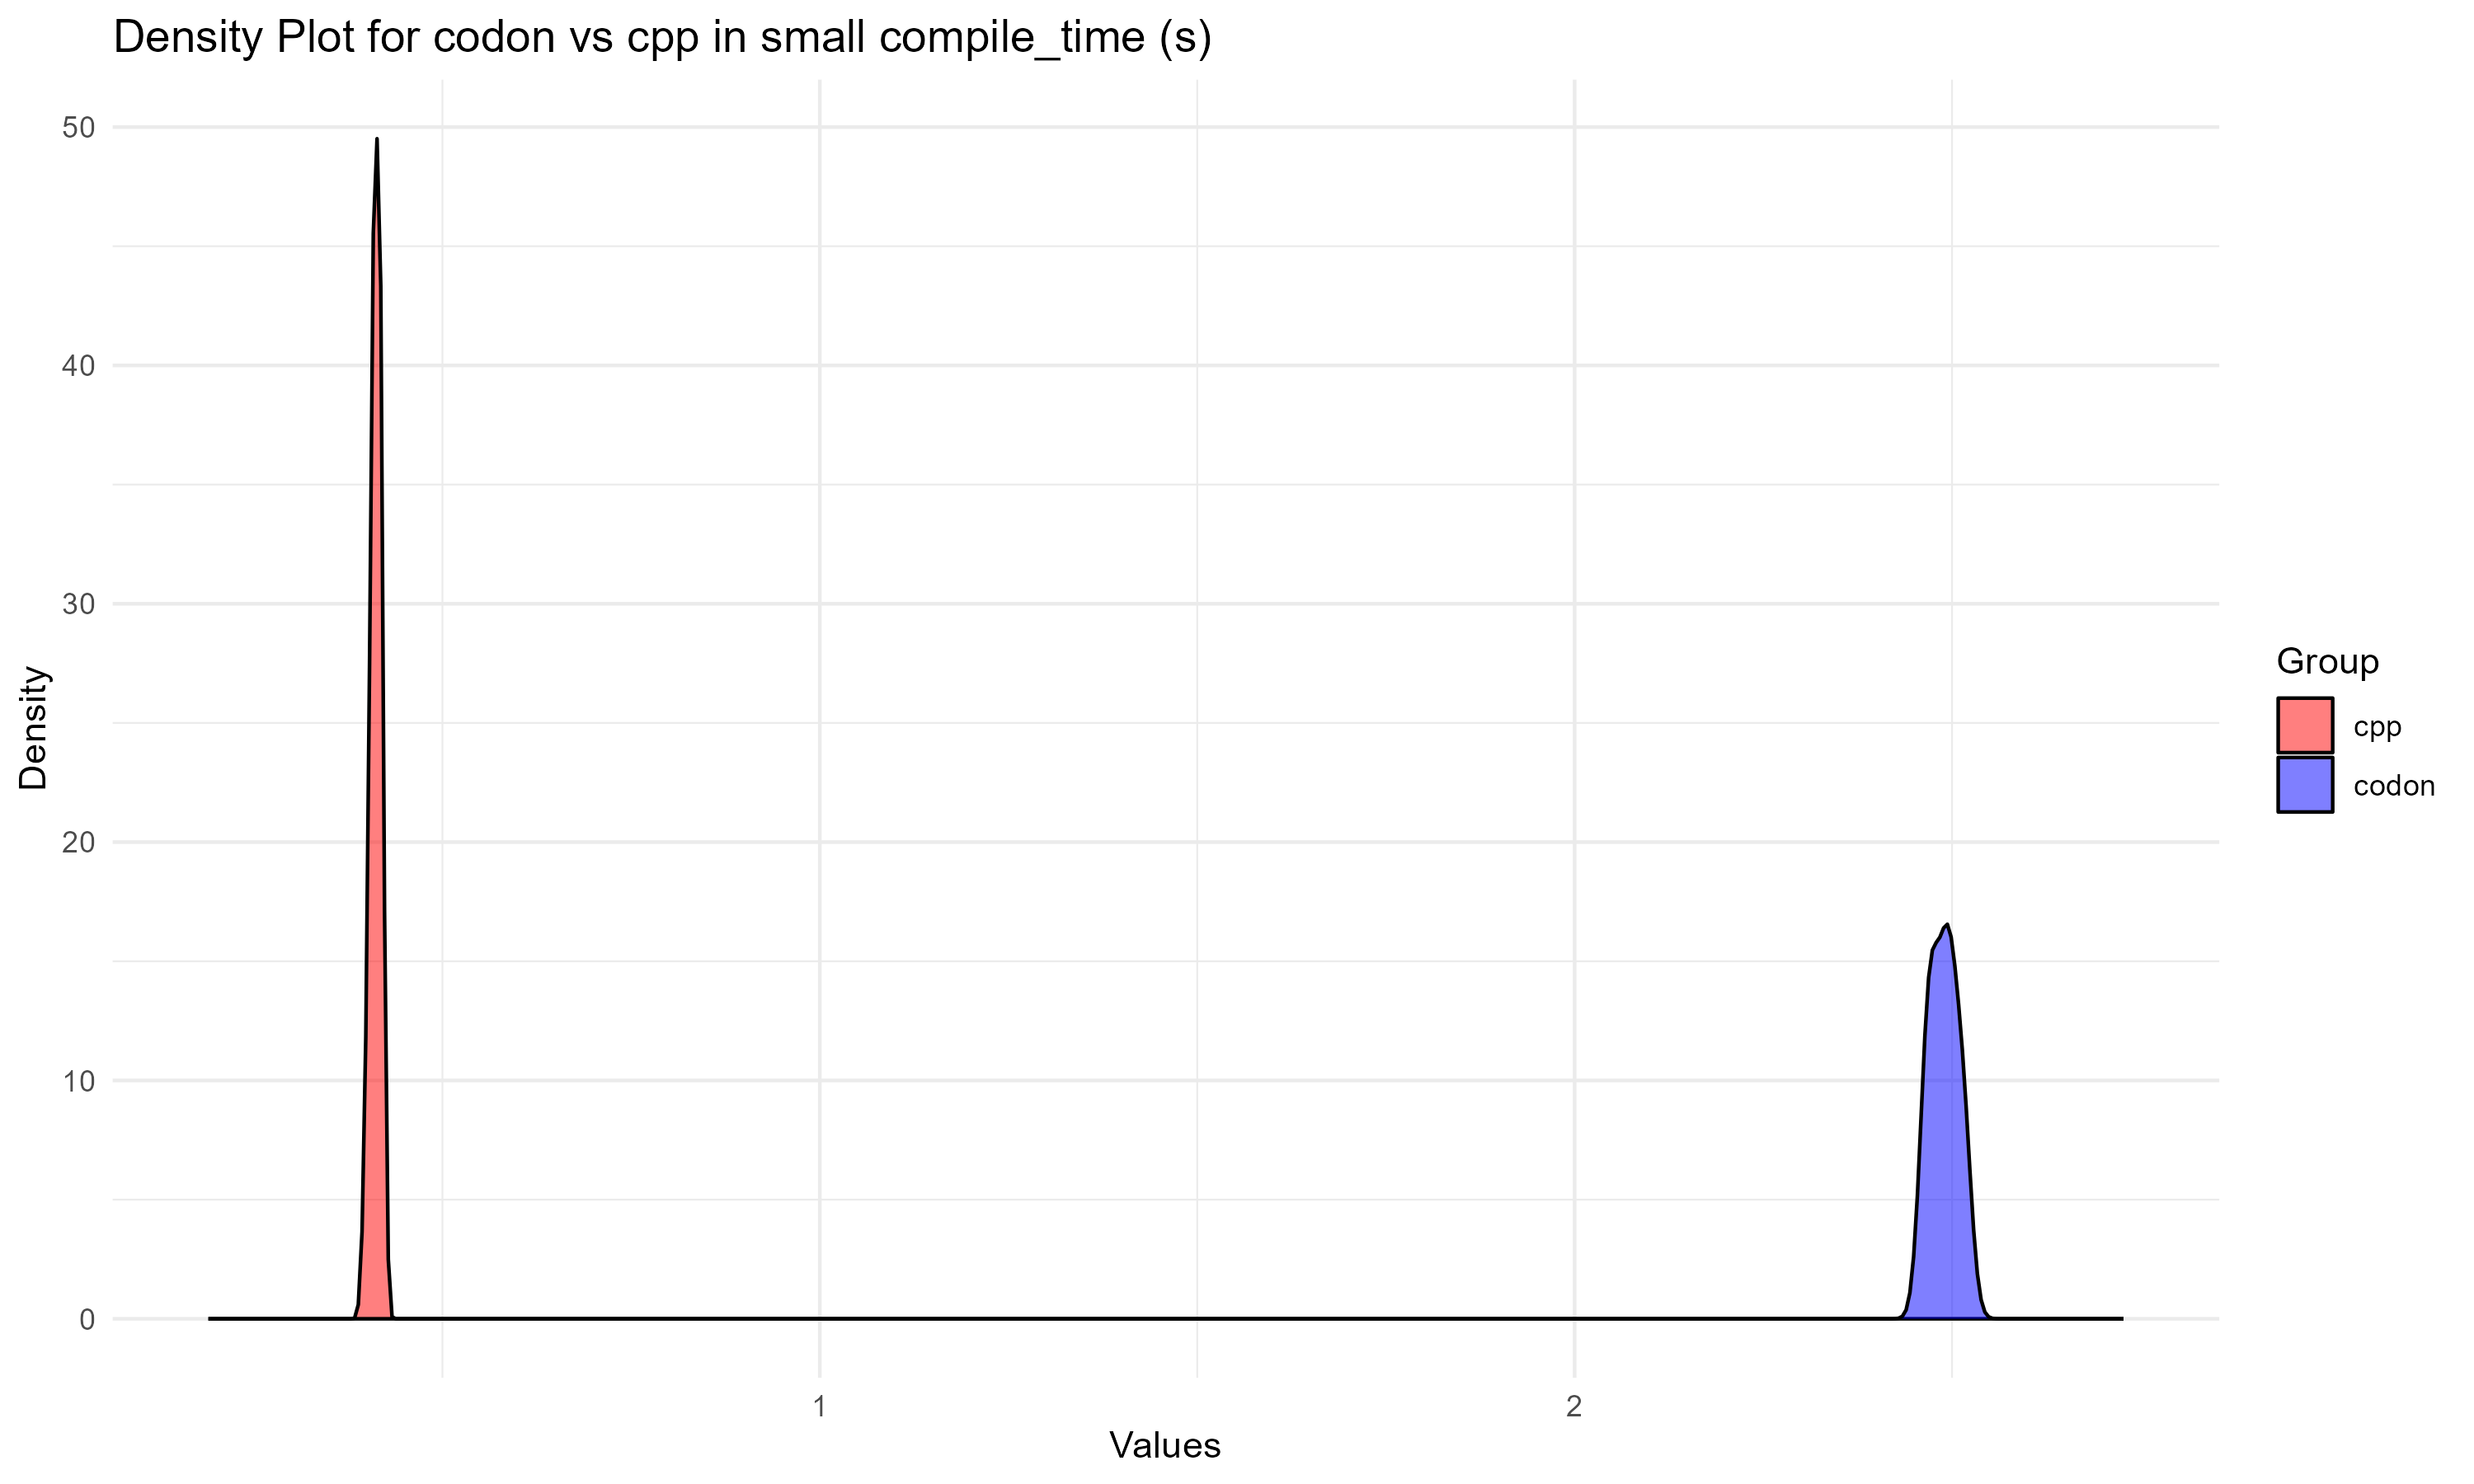 Density Plot for codon vs cpp in small compile_time (s)
50
40
30
20
10
0
Density
1
2
Values
Group
cpp
codon